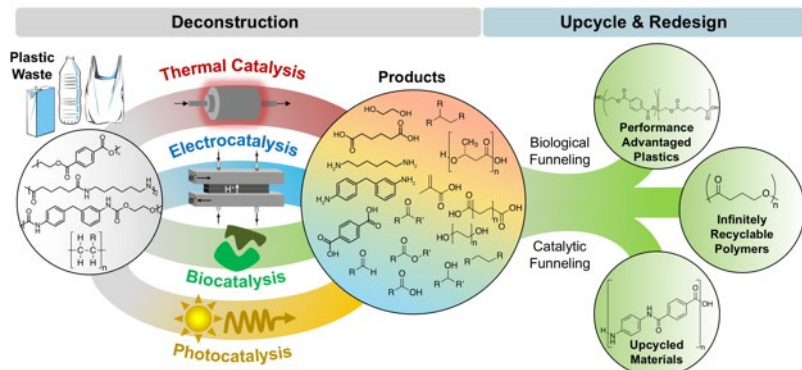 Deconstruction
Upcycle & Redesign
Plastic
Waste
Thermal Catalysis
Electrocatalysis
H⁺
Biocatalysis
Photocatalysis
Products
Biological
Funneling
Catalytic
Funneling
Performance
Advantaged
Plastics
Infinitely
Recyclable
Polymers
Upcycled
Materials